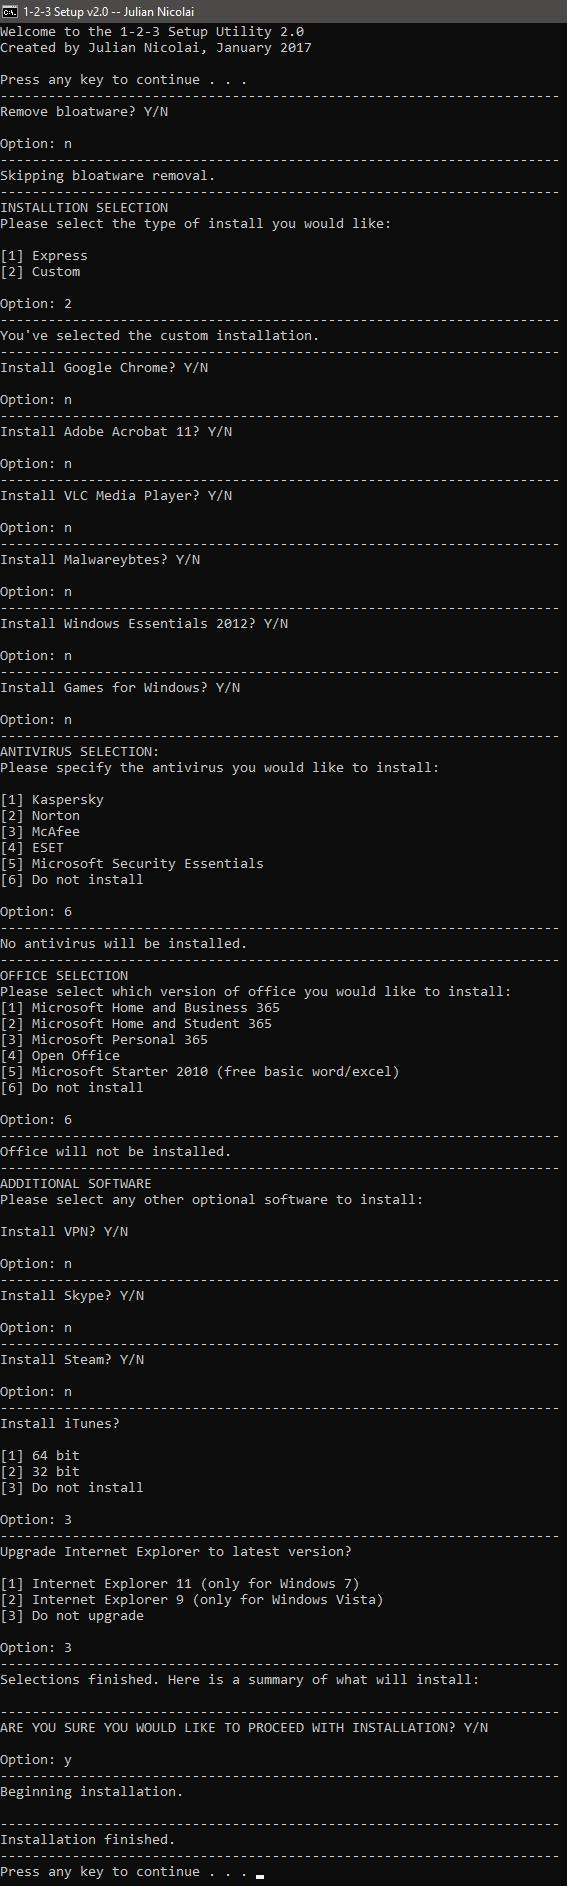 1-2-3 Setup v2.0 -- Julian Nicolai
Welcome to the 1-2-3 Setup Utility 2.0
Created by Julian Nicolai, January 2017
Press any key to continue . . .
----------------------------------------------------------------------
Remove bloatware? Y/N
Option: n
----------------------------------------------------------------------
Skipping bloatware removal.
----------------------------------------------------------------------
INSTALLTION SELECTION
Please select the type of install you would like:
[1] Express
[2] Custom
Option: 2
----------------------------------------------------------------------
You've selected the custom installation.
----------------------------------------------------------------------
Install Google Chrome? Y/N
Option: n
----------------------------------------------------------------------
Install Adobe Acrobat 11? Y/N
Option: n
----------------------------------------------------------------------
Install VLC Media Player? Y/N
Option: n
----------------------------------------------------------------------
Install Malwareybtes? Y/N
Option: n
----------------------------------------------------------------------
Install Windows Essentials 2012? Y/N
Option: n
----------------------------------------------------------------------
Install Games for Windows? Y/N
Option: n
----------------------------------------------------------------------
ANTIVIRUS SELECTION:
Please specify the antivirus you would like to install:
[1] Kaspersky
[2] Norton
[3] McAfee
[4] ESET
[5] Microsoft Security Essentials
[6] Do not install
Option: 6
----------------------------------------------------------------------
No antivirus will be installed.
----------------------------------------------------------------------
OFFICE SELECTION
Please select which version of office you would like to install:
[1] Microsoft Home and Business 365
[2] Microsoft Home and Student 365
[3] Microsoft Personal 365
[4] Open Office
[5] Microsoft Starter 2010 (free basic word/excel)
[6] Do not install
Option: 6
----------------------------------------------------------------------
Office will not be installed.
----------------------------------------------------------------------
ADDITIONAL SOFTWARE
Please select any other optional software to install:
Install VPN? Y/N
Option: n
----------------------------------------------------------------------
Install Skype? Y/N
Option: n
----------------------------------------------------------------------
Install Steam? Y/N
Option: n
----------------------------------------------------------------------
Install iTunes?
[1] 64 bit
[2] 32 bit
[3] Do not install
Option: 3
----------------------------------------------------------------------
Upgrade Internet Explorer to latest version?
[1] Internet Explorer 11 (only for Windows 7)
[2] Internet Explorer 9 (only for Windows Vista)
[3] Do not upgrade
Option: 3
----------------------------------------------------------------------
Selections finished. Here is a summary of what will install:
----------------------------------------------------------------------
ARE YOU SURE YOU WOULD LIKE TO PROCEED WITH INSTALLATION? Y/N
Option: y
----------------------------------------------------------------------
Beginning installation.
----------------------------------------------------------------------
Installation finished.
----------------------------------------------------------------------
Press any key to continue . . .